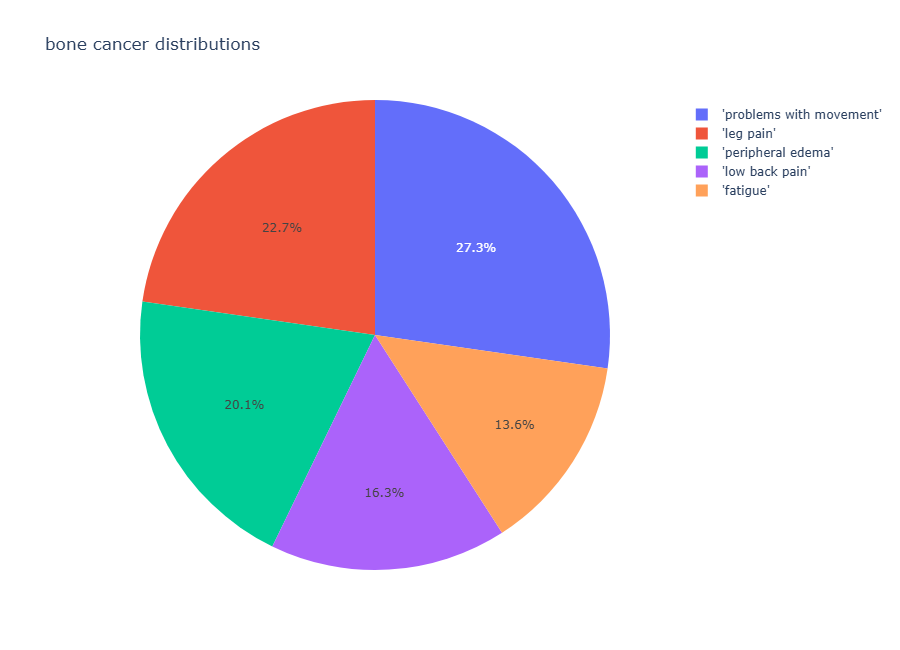 bone cancer distributions
'problems with movement'
'leg pain'
'peripheral edema'
'low back pain'
'fatigue'
22.7%
27.3%
20.1%
13.6%
16.3%